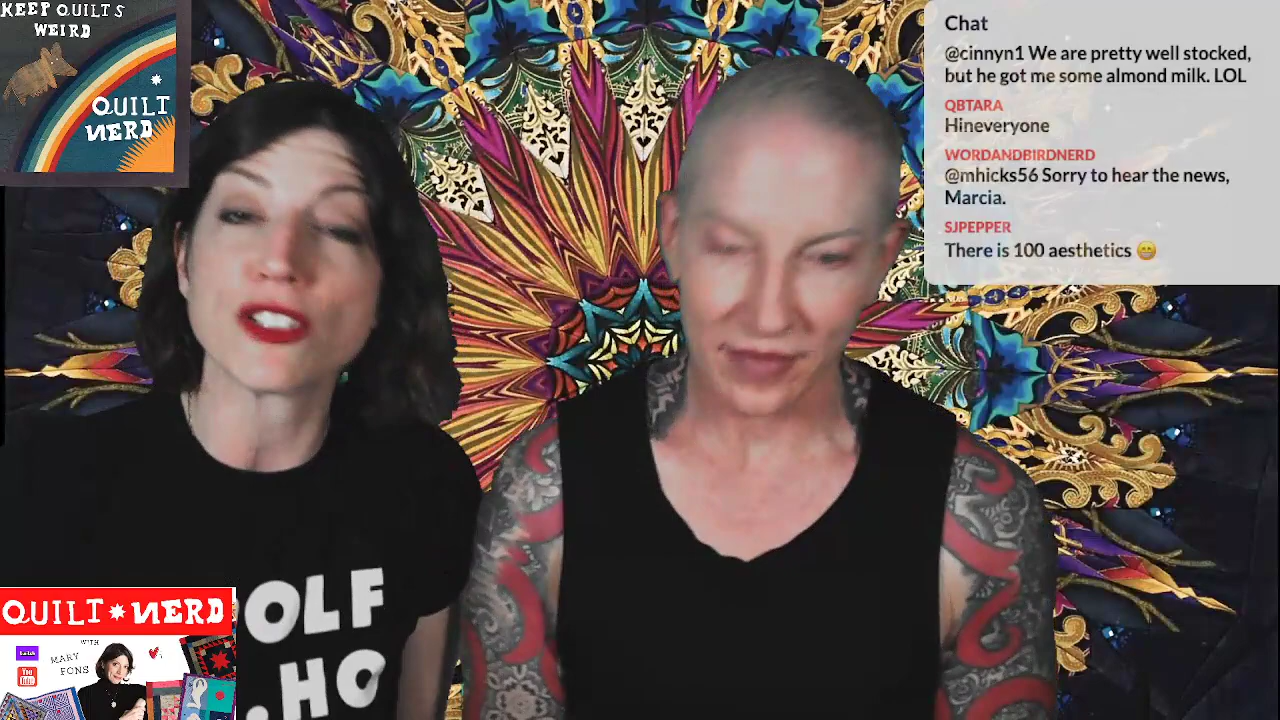 KEEP QUILTS
WEIRD
QUILT
NERD
Chat
@cinnyn1 We are pretty well stocked,
but he got me some almond milk. LOL
QBTARA
Hineveryone
WORDANDBIRDNERD
@mhicks56 Sorry to hear the news,
Marcia.
SJPEPPER
There is 100 aesthetics 😁
OLF
.HO
QUILT NERD
WITH
MARY
FONS